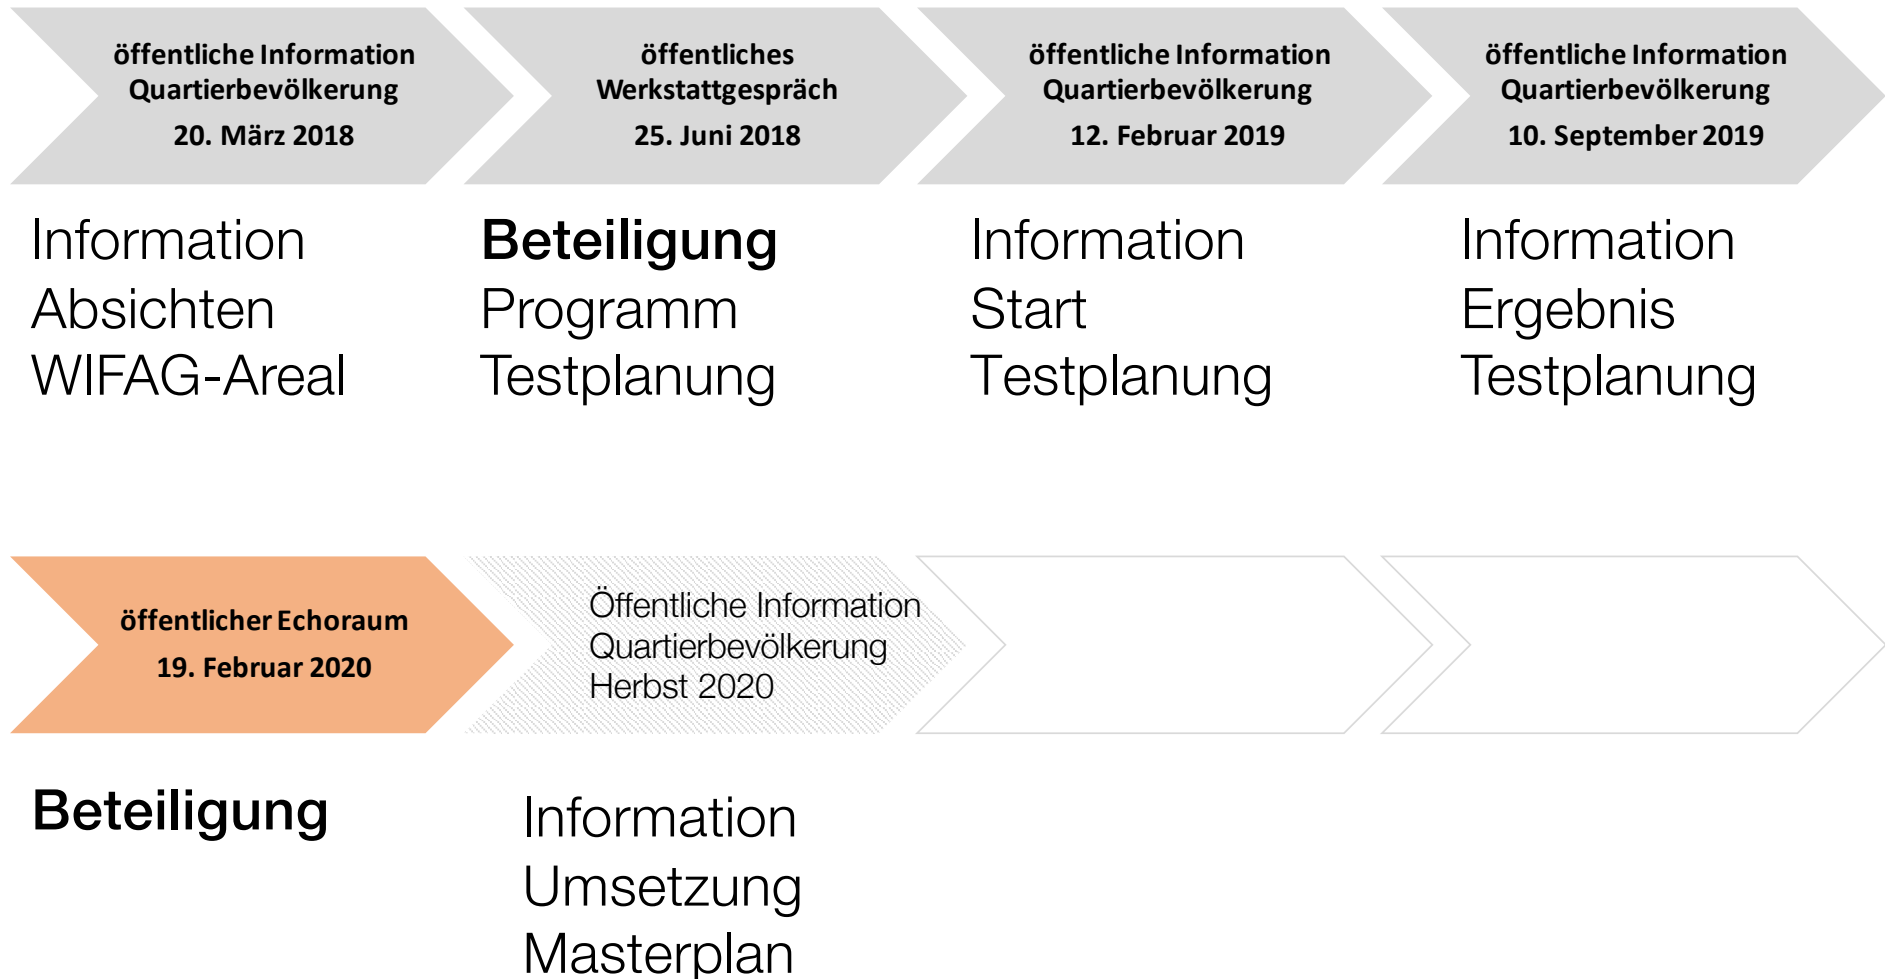 öffentliche Information
Quartierbevölkerung
20. März 2018
öffentliches
Werkstattgespräch
25. Juni 2018
öffentliche Information
Quartierbevölkerung
12. Februar 2019
öffentliche Information
Quartierbevölkerung
10. September 2019
Information
Absichten
WIFAG-Areal
Beteiligung
Programm
Testplanung
Information
Start
Testplanung
Information
Ergebnis
Testplanung
öffentlicher Echoraum
19. Februar 2020
Öffentliche Information
Quartierbevölkerung
Herbst 2020
Beteiligung
Information
Umsetzung
Masterplan